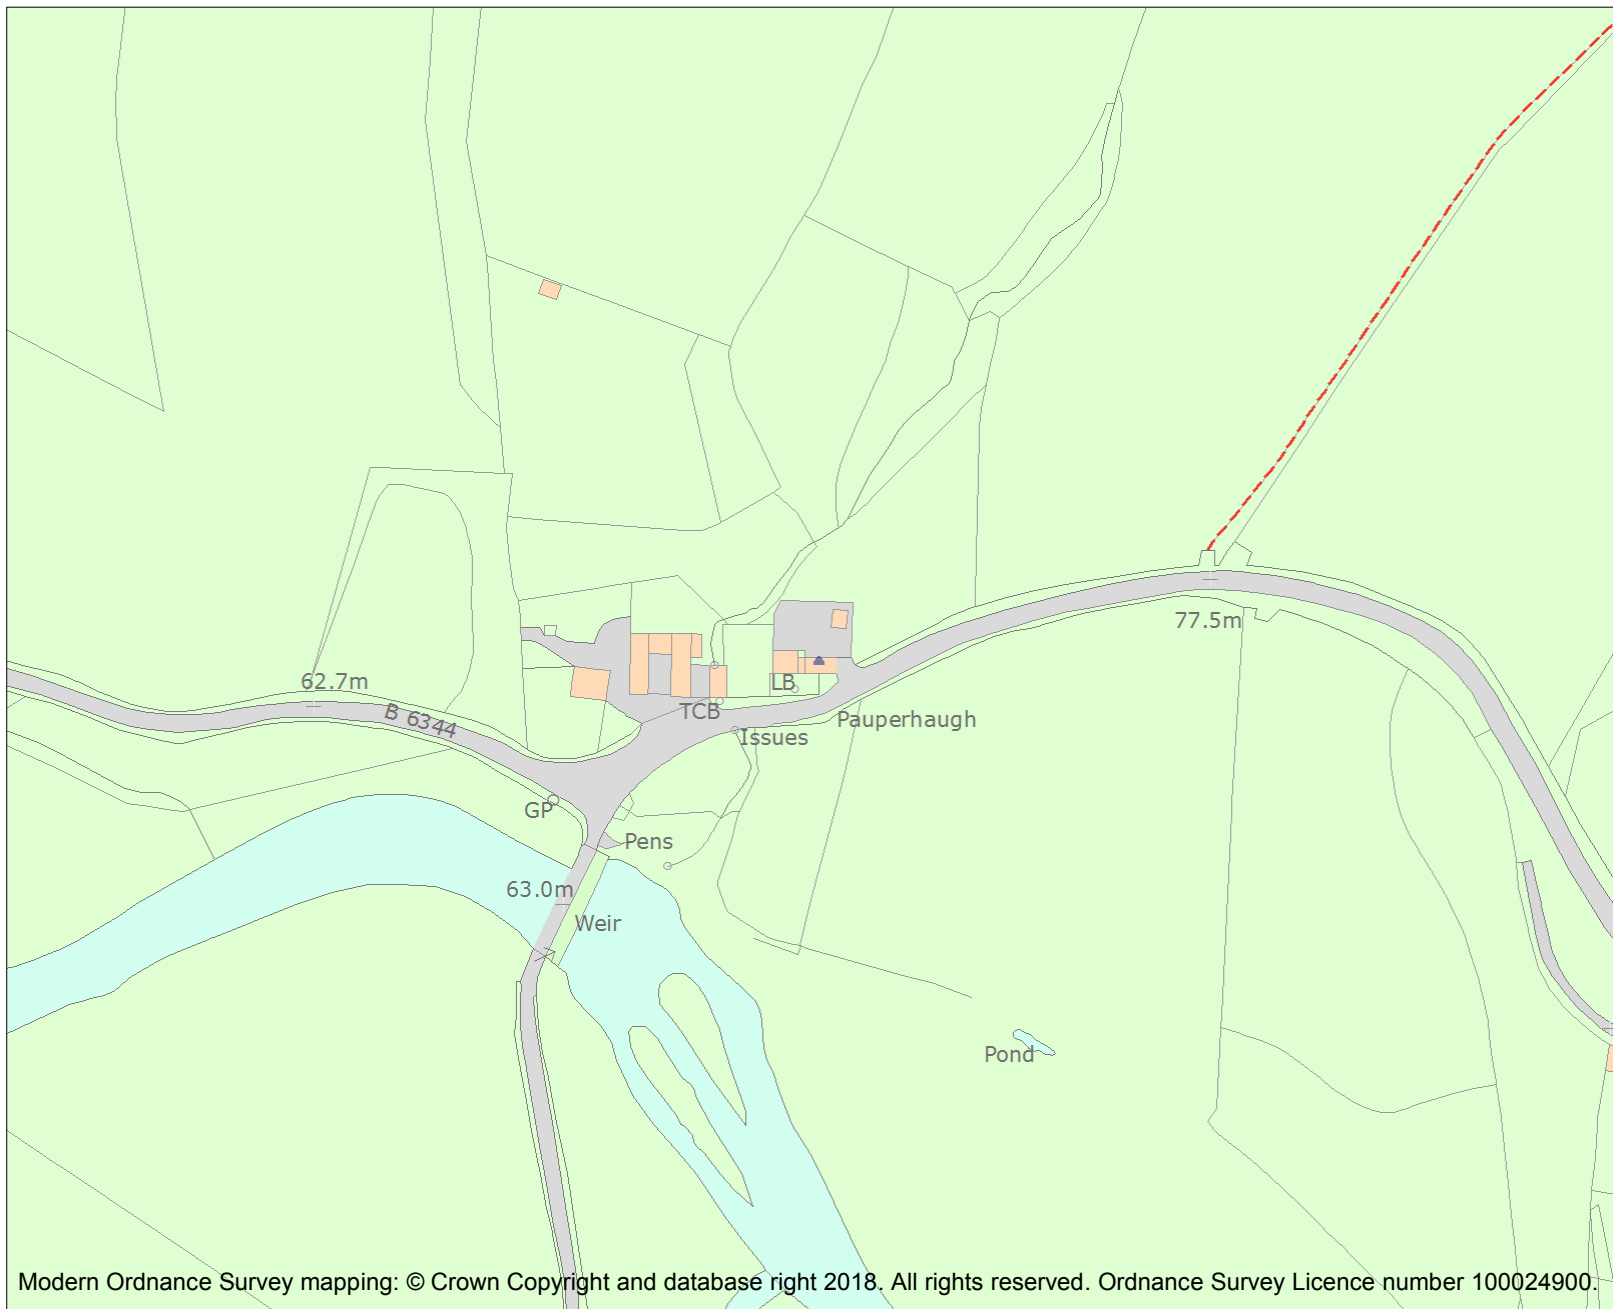 77.5m
62.7m
LB
TCB
B 6344
Pauperhaugh
Issues
GP
Pens
63.0m
Weir
Pond
Modern Ordnance Survey mapping: © Crown Copyright and database right 2018. All rights reserved. Ordnance Survey Licence number 100024900.